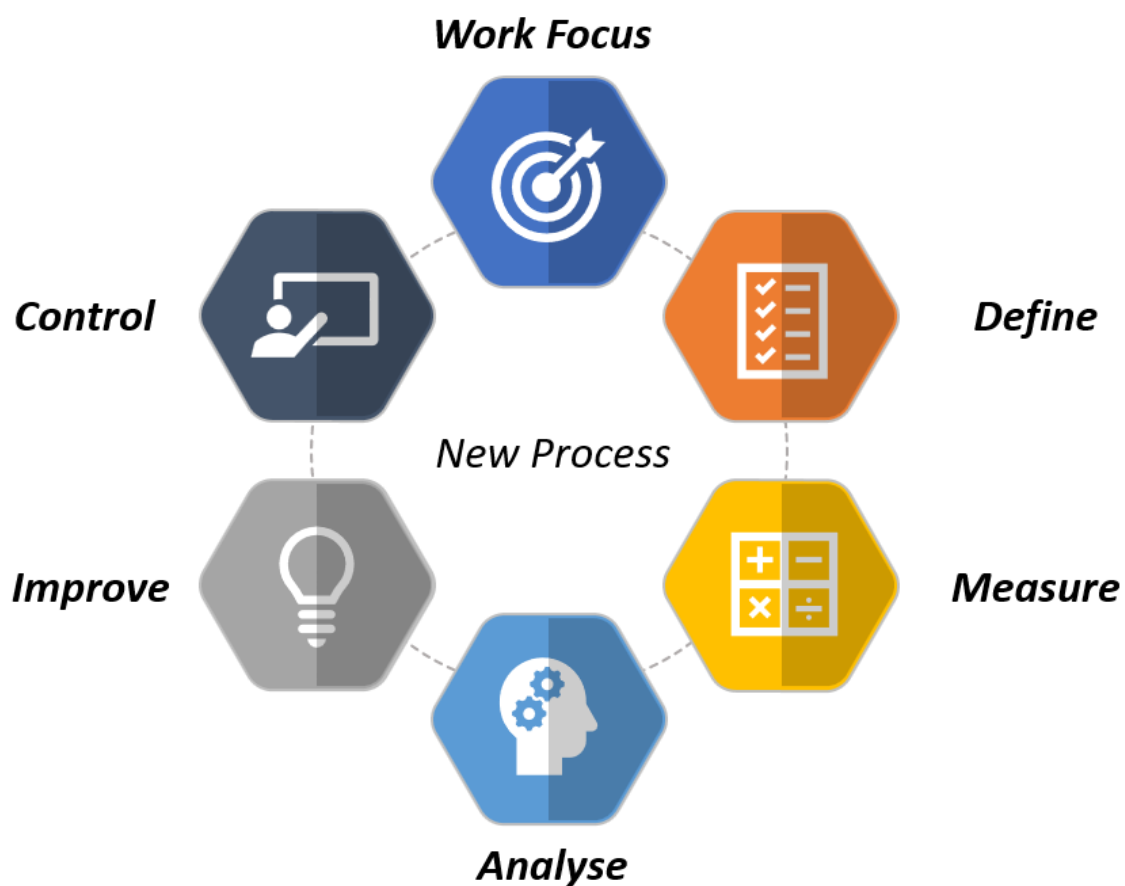 Work Focus
Control
Define
New Process
Improve
Measure
Analyse